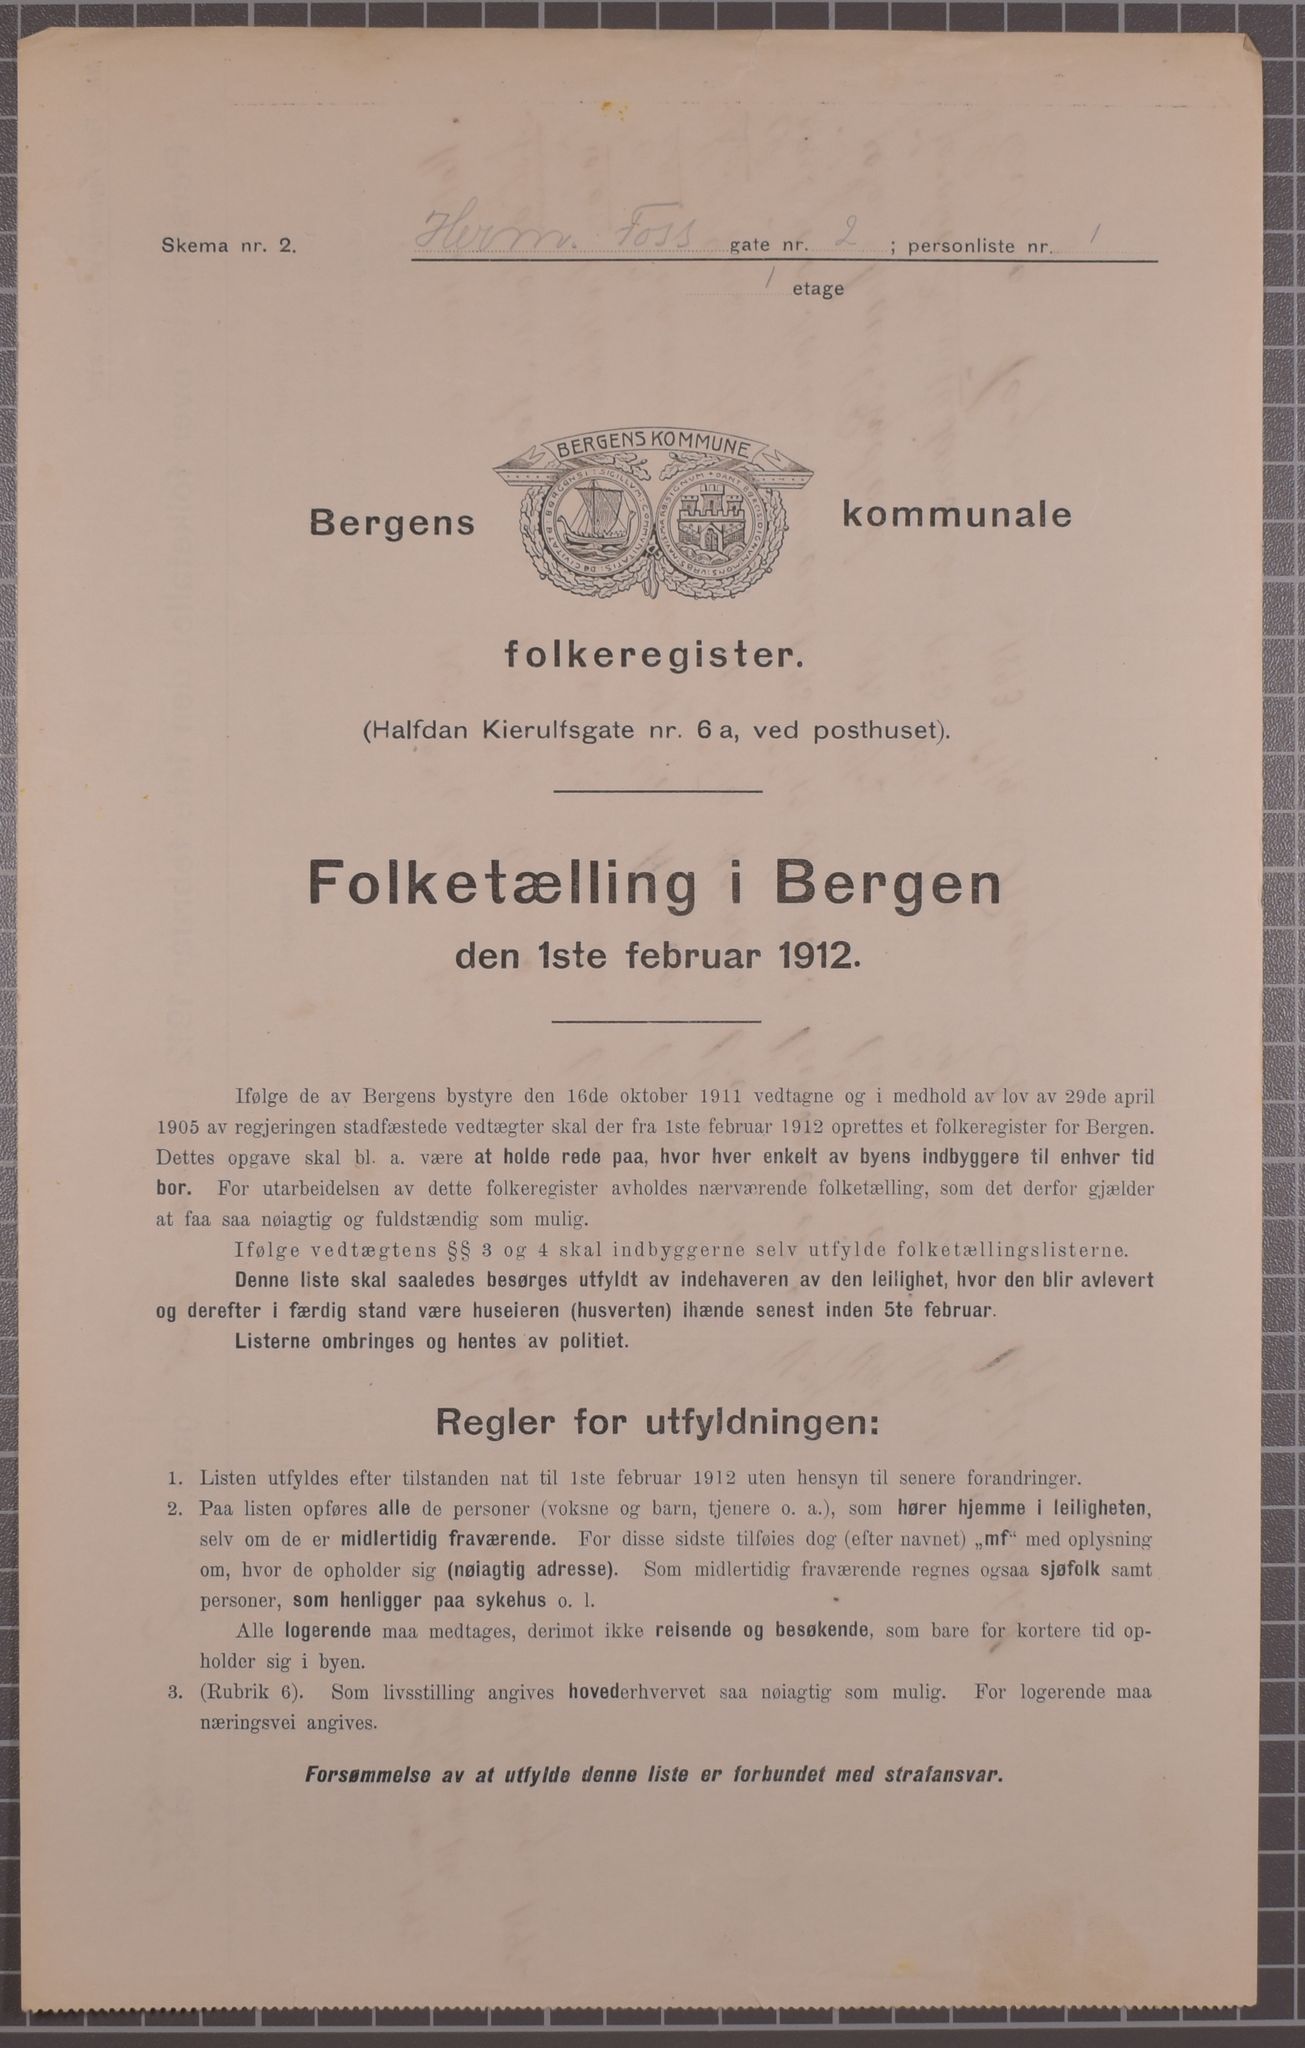 Skema nr. 2.
Herm. Foss gate nr. 2 ; personliste nr. 1
1 etage
BERGENS KOMMUNE
Bergens kommunale
folkeregister.
(Halfdan Kierulfsgate nr. 6 a, ved posthuset).
Folketælling i Bergen
den 1ste februar 1912.
Ifølge de av Bergens bystyre den 16de oktober 1911 vedtagne og i medhold av lov av 29de april
1905 av regjeringen stadfæstede vedtægter skal der fra 1ste februar 1912 oprettes et folkeregister for Bergen.
Dettes opgave skal bl. a. være at holde rede paa, hvor hver enkelt av byens indbyggere til enhver tid
bor. For utarbeidelsen av dette folkeregister avholdes nærværende folketælling, som det derfor gjælder
at faa saa nøiagtig og fuldstændig som mulig.
Ifølge vedtægtens §§ 3 og 4 skal indbyggerne selv utfylde folketællingslisterne.
Denne liste skal saaledes besørges utfyldt av indehaveren av den leilighet, hvor den blir avlevert
og derefter i færdig stand være huseieren (husverten) ihænde senest inden 5te februar.
Listerne ombringes og hentes av politiet.
Regler for utfyldningen:
1. Listen utfyldes efter tilstanden nat til 1ste februar 1912 uten hensyn til senere forandringer.
2. Paa listen opføres alle de personer (voksne og barn, tjenere o. a.), som hører hjemme i leiligheten,
selv om de er midlertidig fraværende. For disse sidste tilføies dog (efter navnet) „mf“ med oplysning
om, hvor de opholder sig (nøiagtig adresse). Som midlertidig fraværende regnes ogsaa sjøfolk samt
personer, som henligger paa sykehus o. l.
Alle logerende maa medtages, derimot ikke reisende og besøkende, som bare for kortere tid op-
holder sig i byen.
3. (Rubrik 6). Som livsstilling angives hovederhvervet saa nøiagtig som mulig. For logerende maa
næringsvei angives.
Forsømmelse av at utfylde denne liste er forbundet med strafansvar.